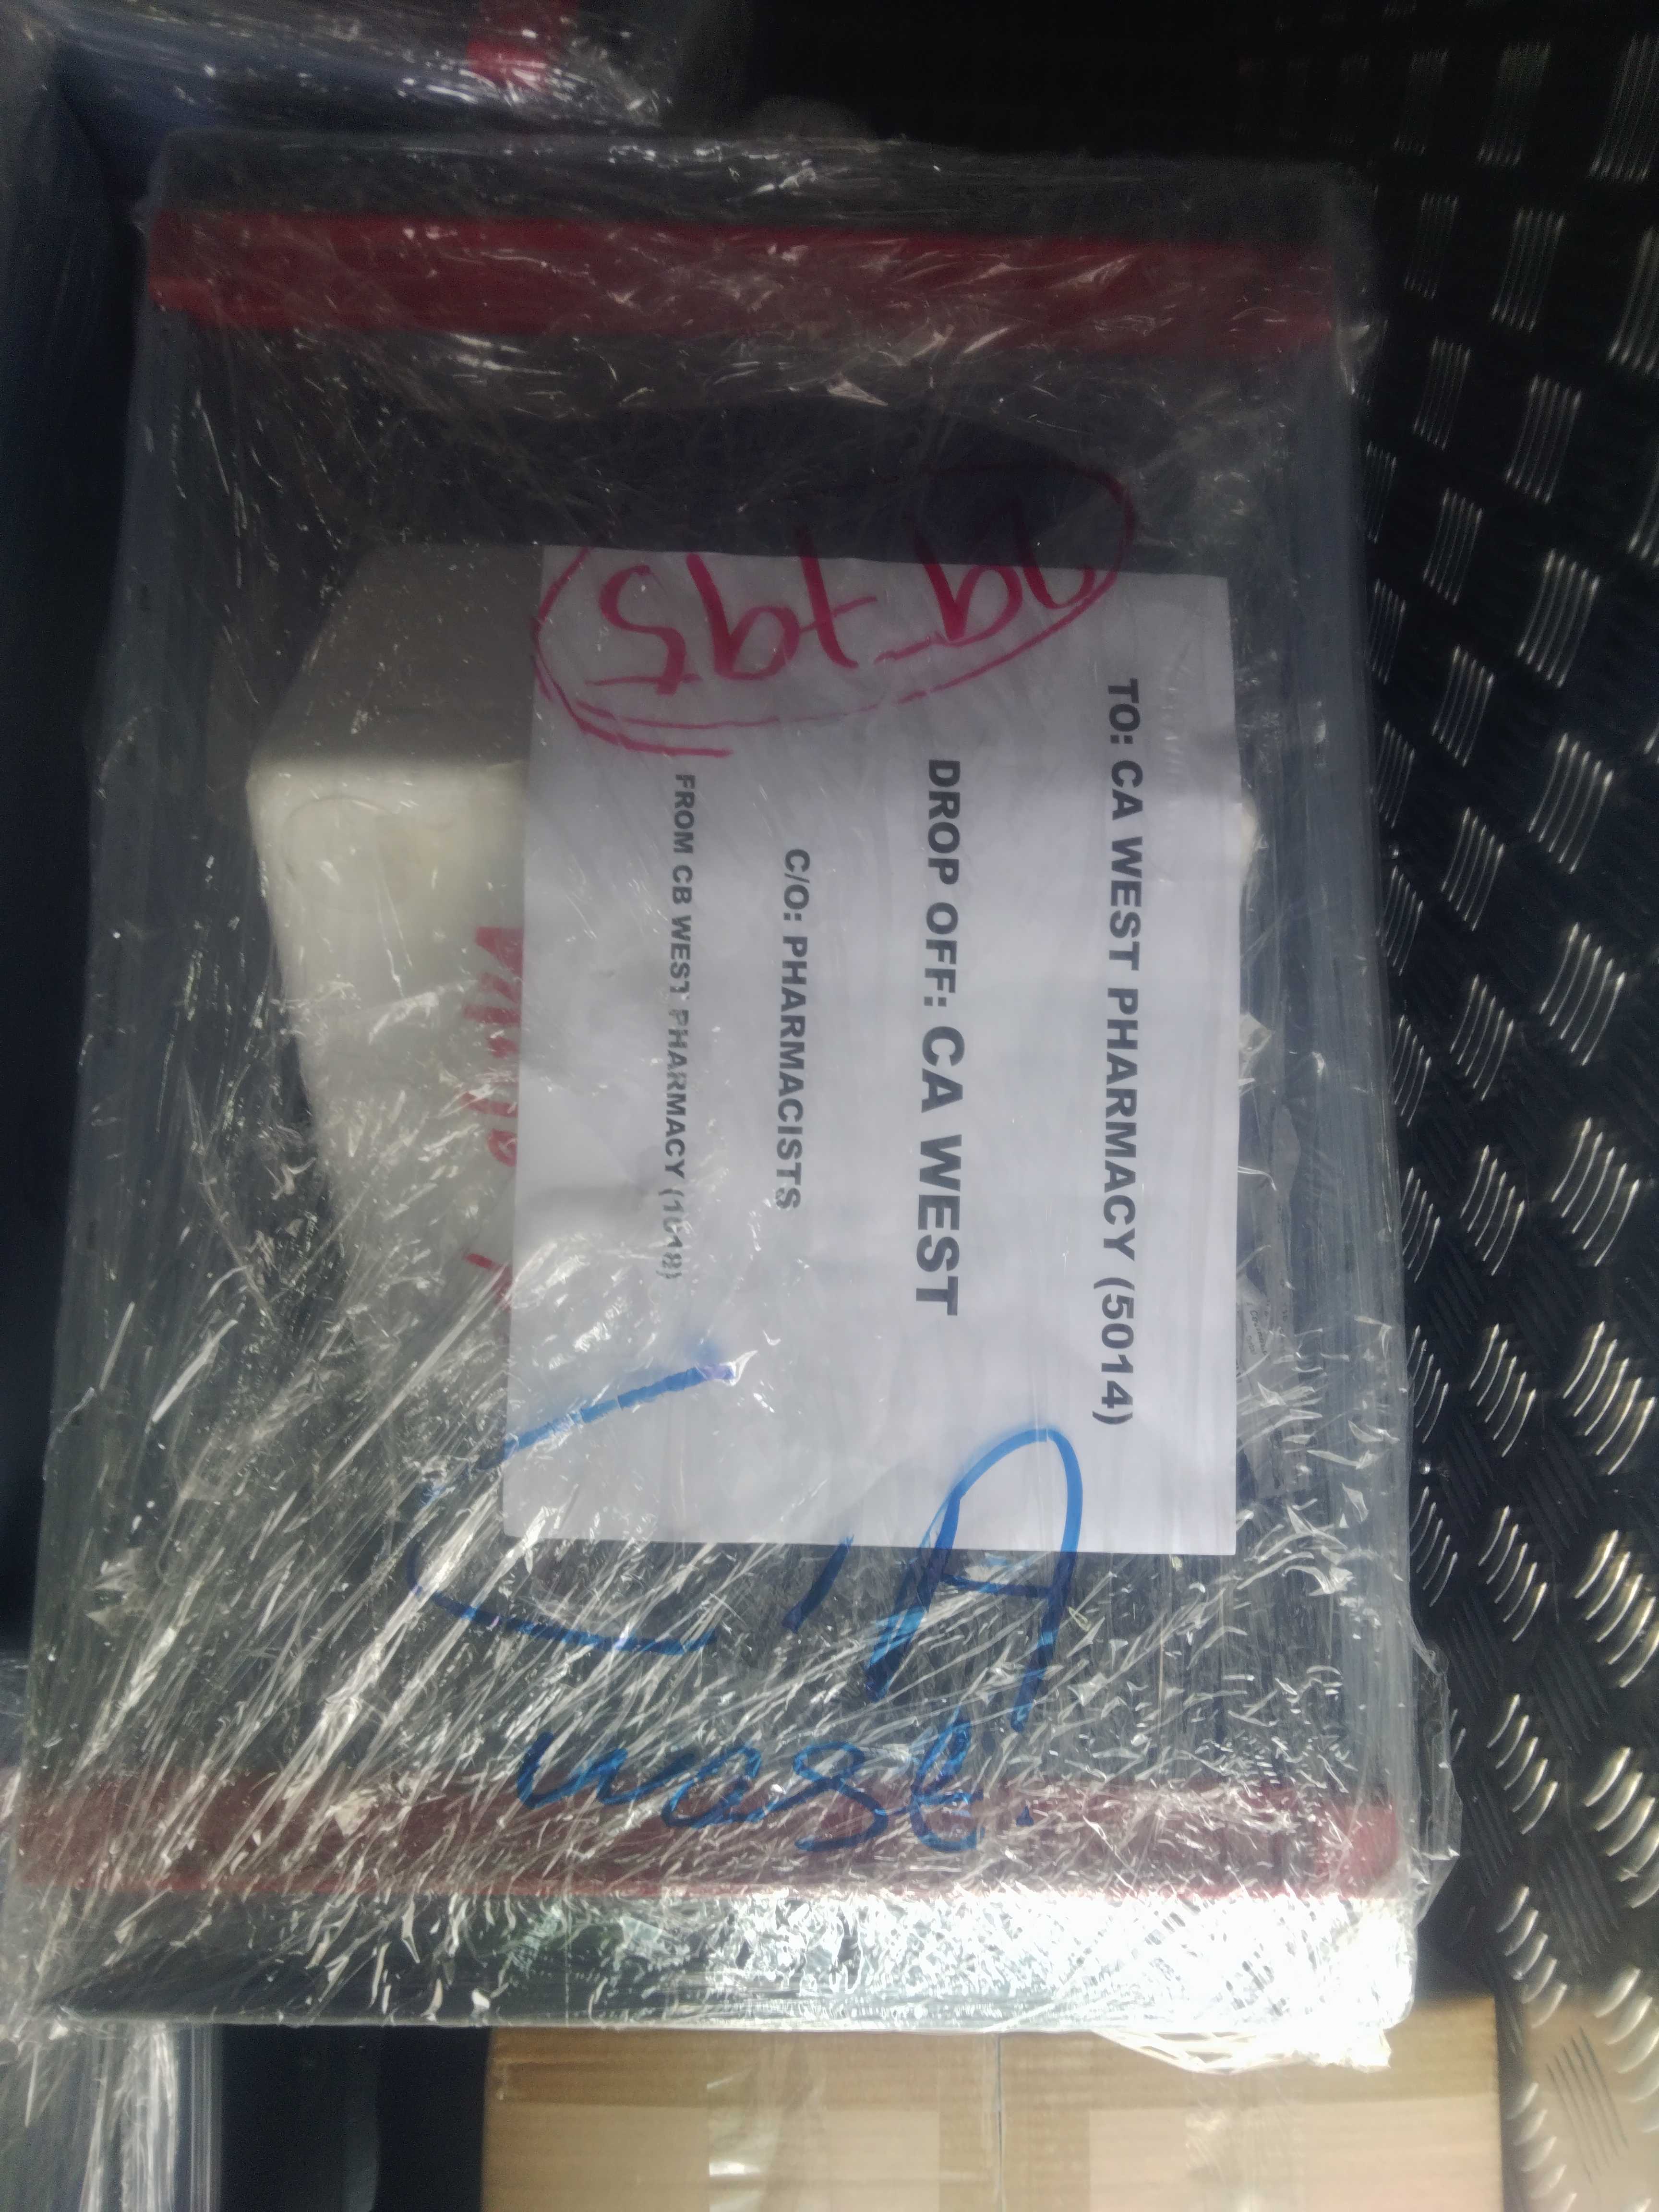 TO: CA WEST PHARMACY (5014)
DROP OFF: CA WEST
C/O: PHARMACISTS
FROM CB WEST PHARMACY
CA
west.